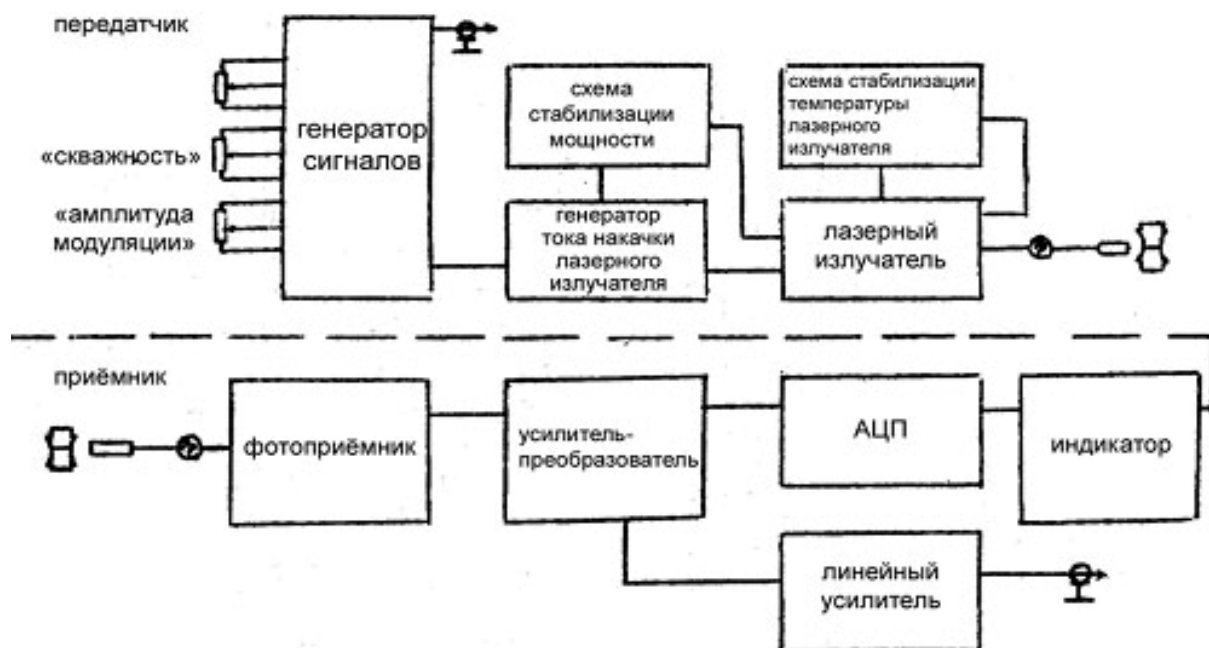 передатчик
генератор
сигналов
«скважность»
«амплитуда
модуляции»
схема
стабилизации
мощности
схема стабилизации
температуры
лазерного
излучателя
генератор
тока накачки
лазерного
излучателя
лазерный
излучатель
приёмник
фотоприёмник
усилитель-
преобразователь
АЦП
индикатор
линейный
усилитель